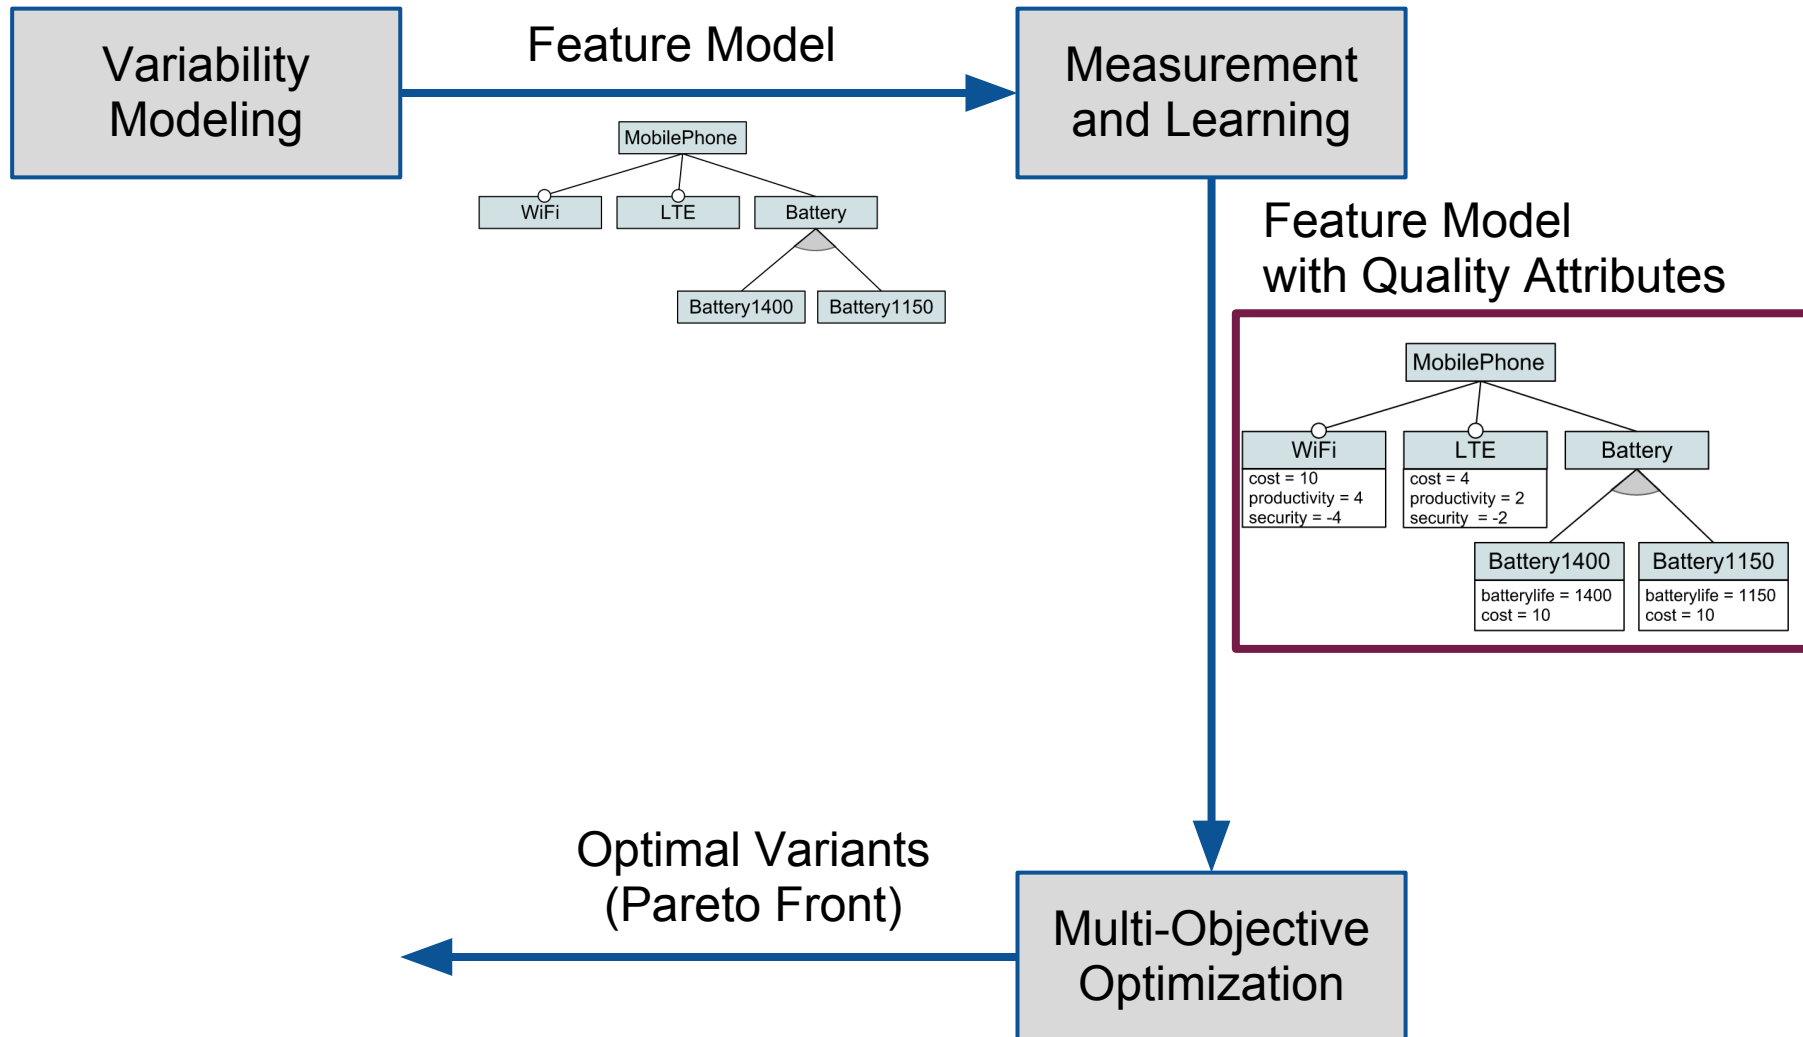 Variability
Modeling
Feature Model
Measurement
and Learning
MobilePhone
WiFi
LTE
Battery
Battery1400
Battery1150
Feature Model
with Quality Attributes
MobilePhone
WiFi
cost = 10
productivity = 4
security = -4
LTE
cost = 4
productivity = 2
security  = -2
Battery
Battery1400
batterylife = 1400
cost = 10
Battery1150
batterylife = 1150
cost = 10
Optimal Variants
(Pareto Front)
Multi-Objective
Optimization